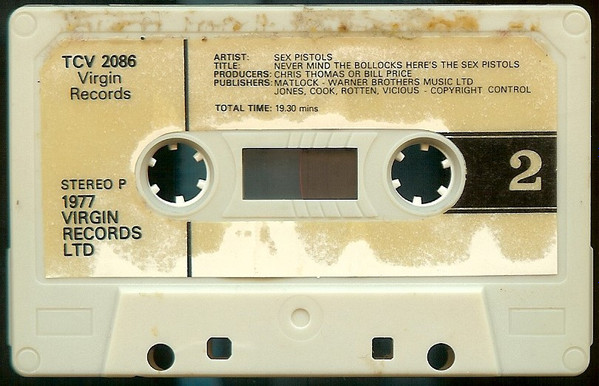 TCV 2086
Virgin
Records
ARTIST: SEX PISTOLS
TITLE: NEVER MIND THE BOLLOCKS HERE'S THE SEX PISTOLS
PRODUCERS: CHRIS THOMAS OR BILL PRICE
PUBLISHERS: MATLOCK - WARNER BROTHERS MUSIC LTD
JONES, COOK, ROTTEN, VICIOUS - COPYRIGHT CONTROL
TOTAL TIME: 19.30 mins
STEREO P
1977
VIRGIN
RECORDS
LTD
2